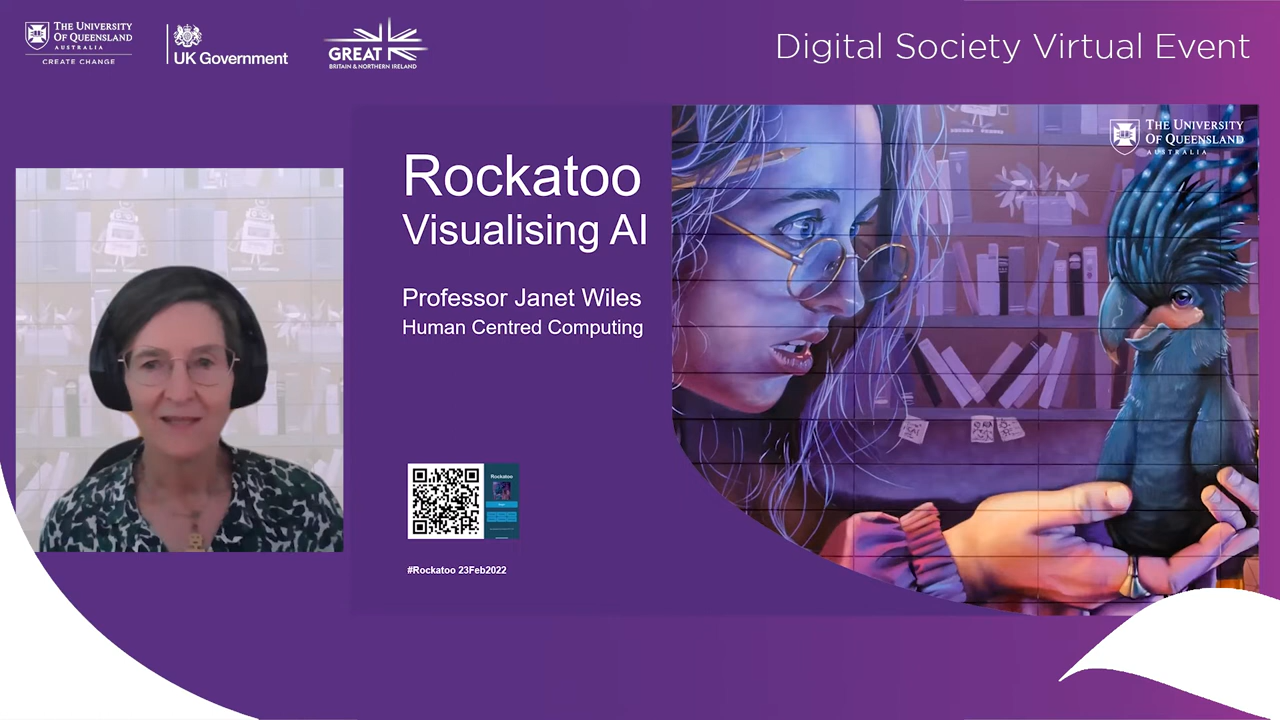 THE UNIVERSITY
OF QUEENSLAND
AUSTRALIA
CREATE CHANGE
UK Government
GREAT
BRITAIN & NORTHERN IRELAND
Digital Society Virtual Event
THE UNIVERSITY
OF QUEENSLAND
AUSTRALIA
Rockatoo
Visualising AI
Professor Janet Wiles
Human Centred Computing
Rockatoo
#Rockatoo 23Feb2022